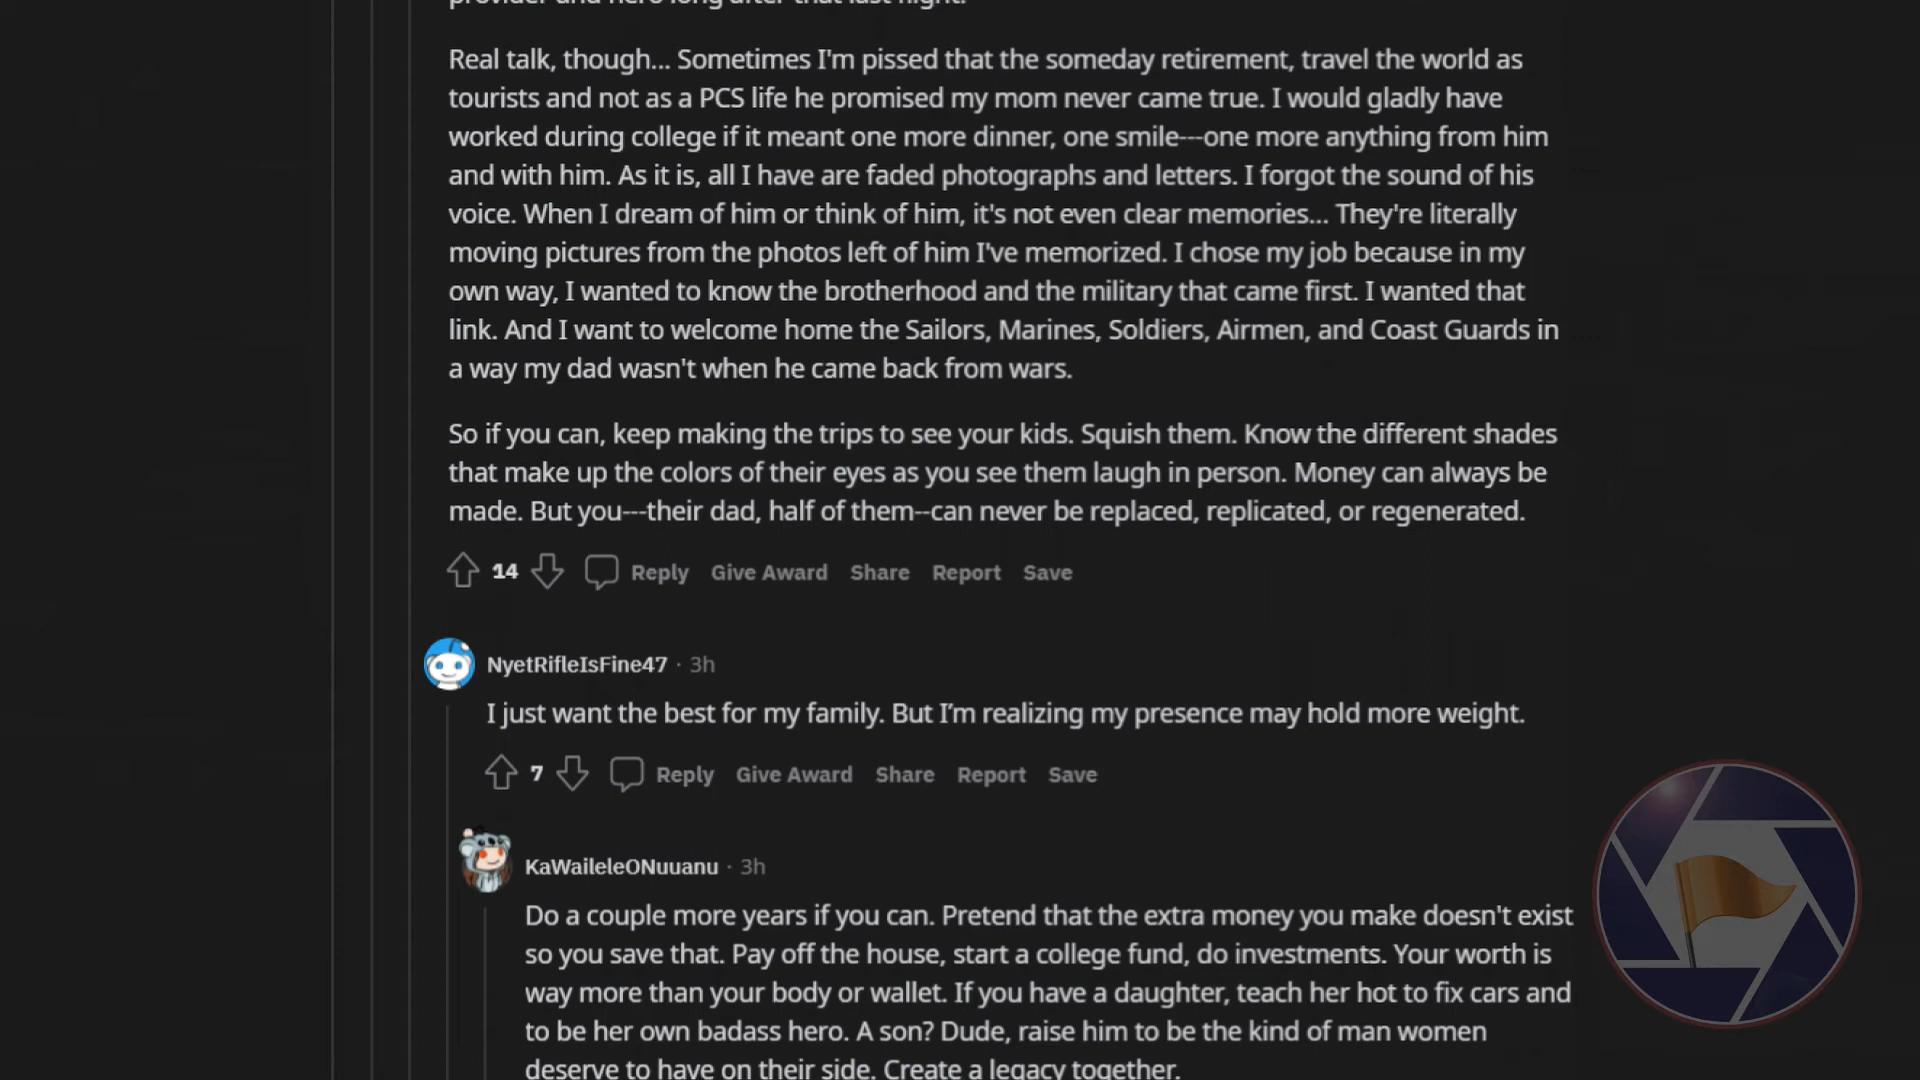 provider and hero long after that last flight.
Real talk, though... Sometimes I'm pissed that the someday retirement, travel the world as
tourists and not as a PCS life he promised my mom never came true. I would gladly have
worked during college if it meant one more dinner, one smile---one more anything from him
and with him. As it is, all I have are faded photographs and letters. I forgot the sound of his
voice. When I dream of him or think of him, it's not even clear memories... They're literally
moving pictures from the photos left of him I've memorized. I chose my job because in my
own way, I wanted to know the brotherhood and the military that came first. I wanted that
link. And I want to welcome home the Sailors, Marines, Soldiers, Airmen, and Coast Guards in
a way my dad wasn't when he came back from wars.
So if you can, keep making the trips to see your kids. Squish them. Know the different shades
that make up the colors of their eyes as you see them laugh in person. Money can always be
made. But you---their dad, half of them--can never be replaced, replicated, or regenerated.
14 Reply Give Award Share Report Save
NyetRifleIsFine47 · 3h
I just want the best for my family. But I'm realizing my presence may hold more weight.
7 Reply Give Award Share Report Save
KaWaileleONuuanu · 3h
Do a couple more years if you can. Pretend that the extra money you make doesn't exist
so you save that. Pay off the house, start a college fund, do investments. Your worth is
way more than your body or wallet. If you have a daughter, teach her hot to fix cars and
to be her own badass hero. A son? Dude, raise him to be the kind of man women
deserve to have on their side. Create a legacy together.